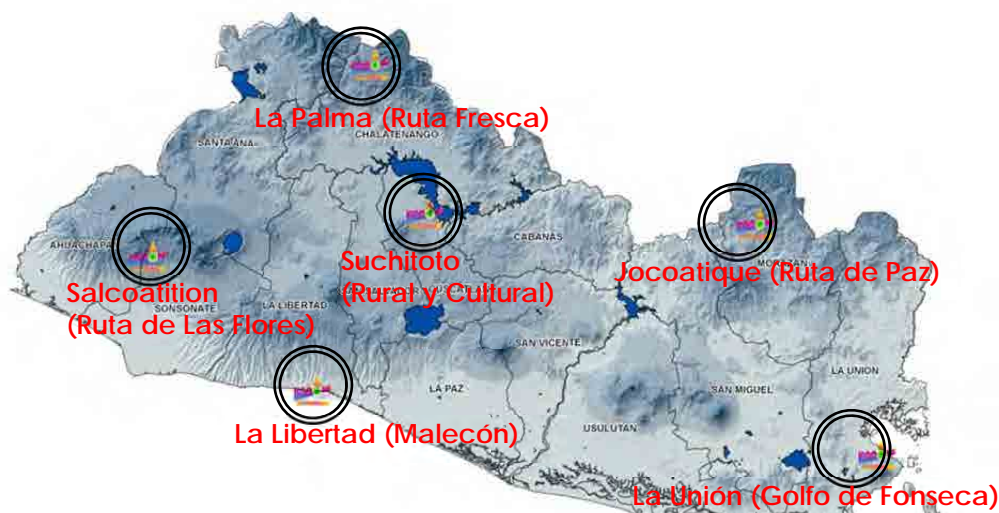 La Palma (Ruta Fresca)
CHALATENANGO
SANTA ANA
CABAÑAS
AHUACHAPA
Suchitoto
(Rural y Cultural)
MORAZAN
Jocoatique (Ruta de Paz)
Salcoatition
(Ruta de Las Flores)
SONSONATE
LA LIBERTAD
SAN VICENTE
LA PAZ
LA UNION
SAN MIGUEL
USULUTAN
La Libertad (Malecón)
La Unión (Golfo de Fonseca)